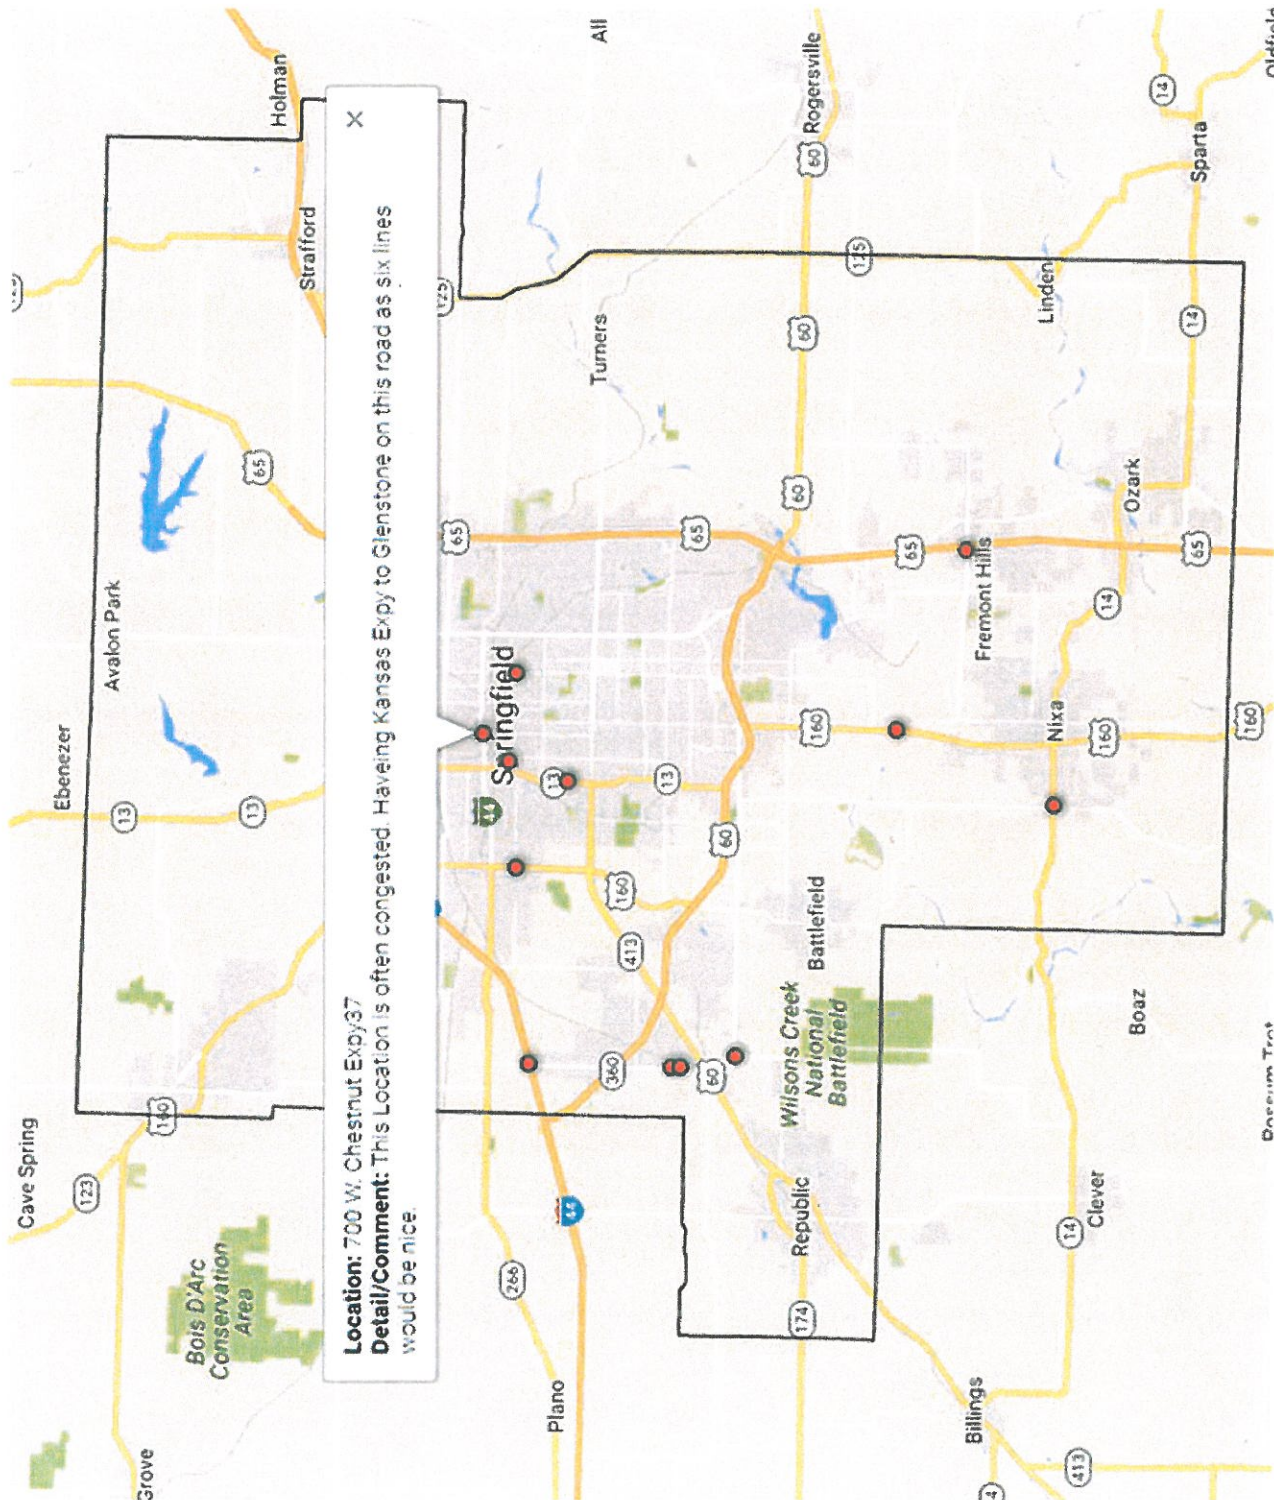 Ebenezer
Avalon Park
Cave Spring
123
160
13
13
65
Holman
Strafford
Grove
Bois D'Arc
Conservation
Area
Location: 700 W. Chestnut Expy37
Detail/Comment: This Location is often congested. Haveing Kansas Expy to Glenstone on this road as six lines
would be nice.
×
125
65
Springfield
44
266
Plano
44
13
13
All
Turners
360
160
413
65
60
60
Republic
174
Wilsons Creek
National
Battlefield
Battlefield
160
60
60
60
Rogersville
125
65
Billings
Fremont Hills
Nixa
Linden
14
413
Clever
160
14
Ozark
Boaz
14
65
14
Sparta
14
160